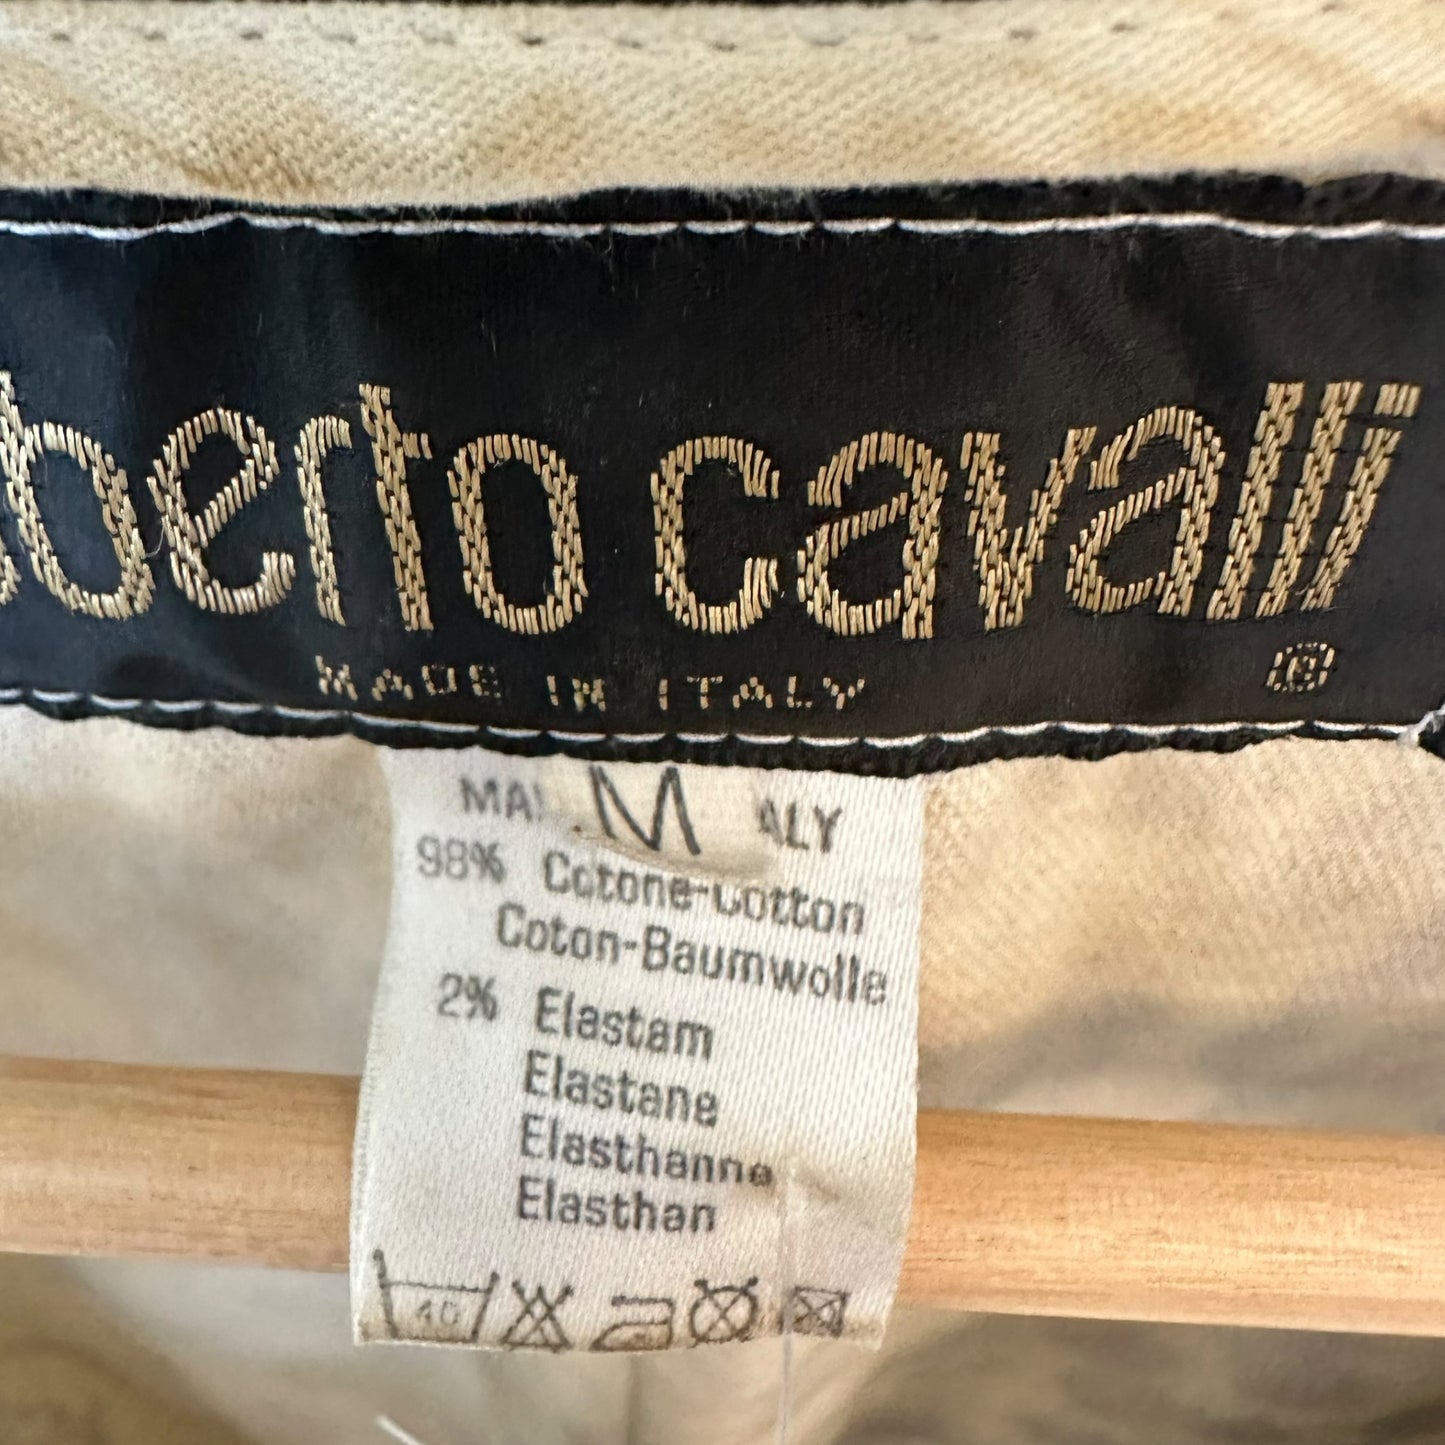 berto cavalli
MADE IN ITALY ®
M
98% Cotone-Cotton
Coton-Baumwolle
2% Elastam
Elastane
Elasthanne
Elasthan
40